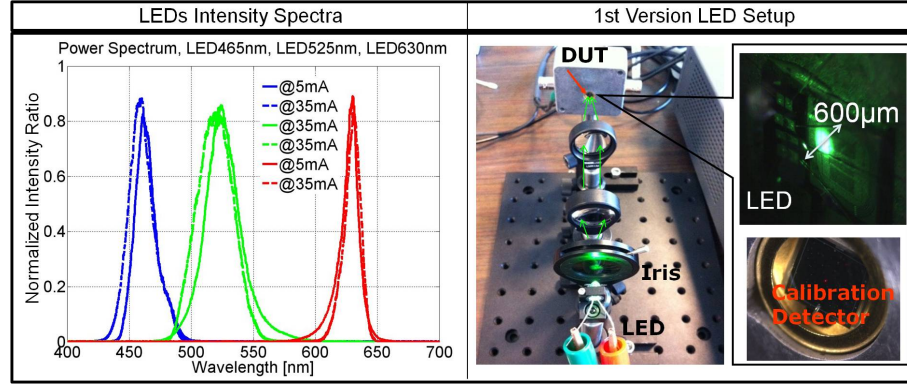 LEDs Intensity Spectra
1st Version LED Setup
Power Spectrum, LED465nm, LED525nm, LED630nm
Normalized Intensity Ratio
1
0.8
0.6
0.4
0.2
0
400 450 500 550 600 650 700
Wavelength [nm]
@5mA
@35mA
@35mA
@35mA
@5mA
@35mA
DUT
Iris
LED
600μm
LED
Calibration
Detector